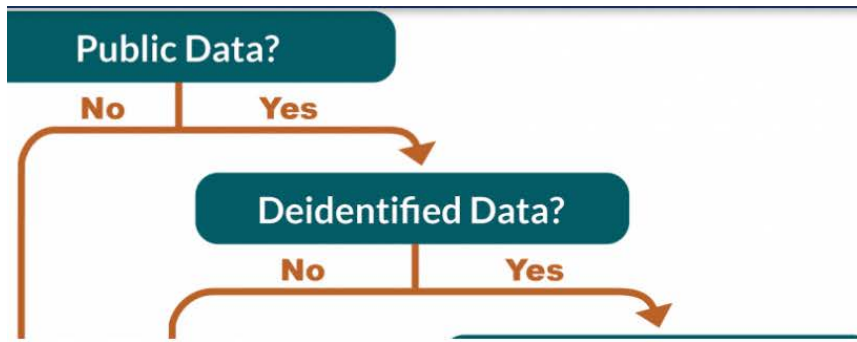 Public Data?
No Yes
Deidentified Data?
No Yes